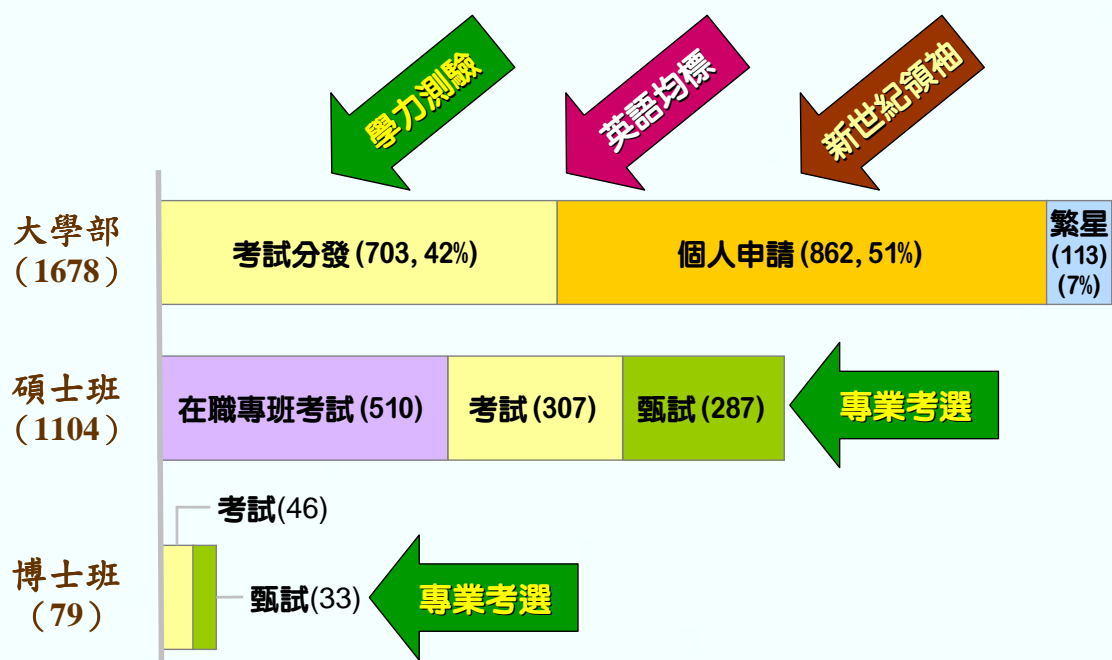 學力測驗
英語均標
新世紀領袖
大學部
（1678）
考試分發(703, 42%)
個人申請(862, 51%)
繁星
(113)
(7%)
碩士班
（1104）
在職專班考試(510)
考試(307)
甄試(287)
專業考選
考試(46)
博士班
（79）
甄試(33)
專業考選